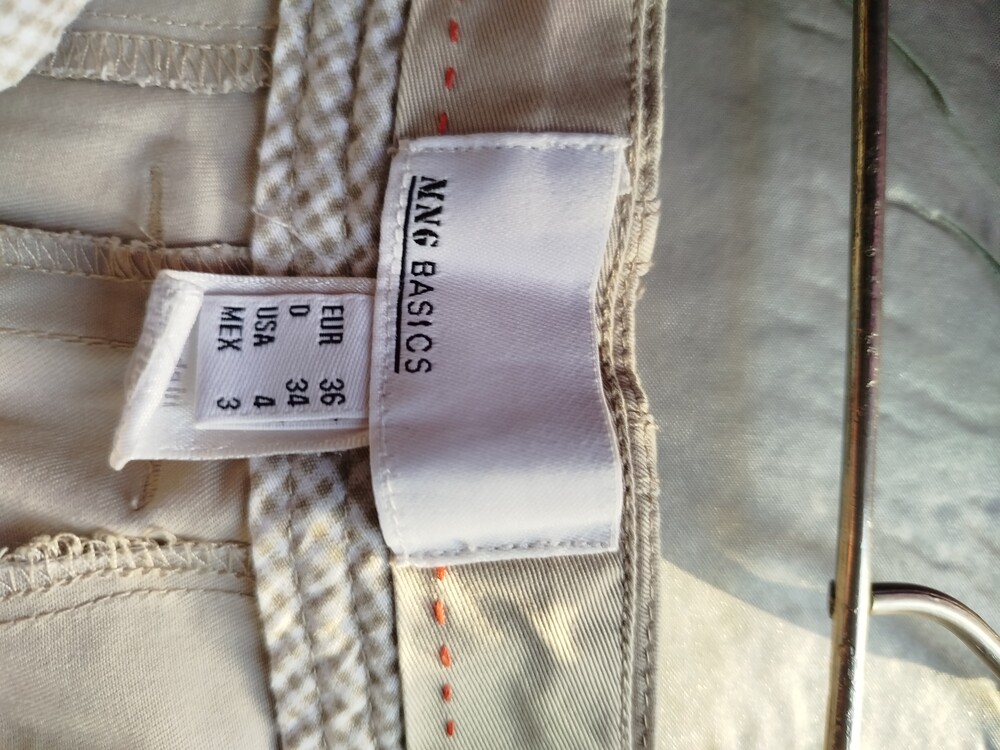 MNG BASICS
EUR 36
D 34
USA 4
MEX 3